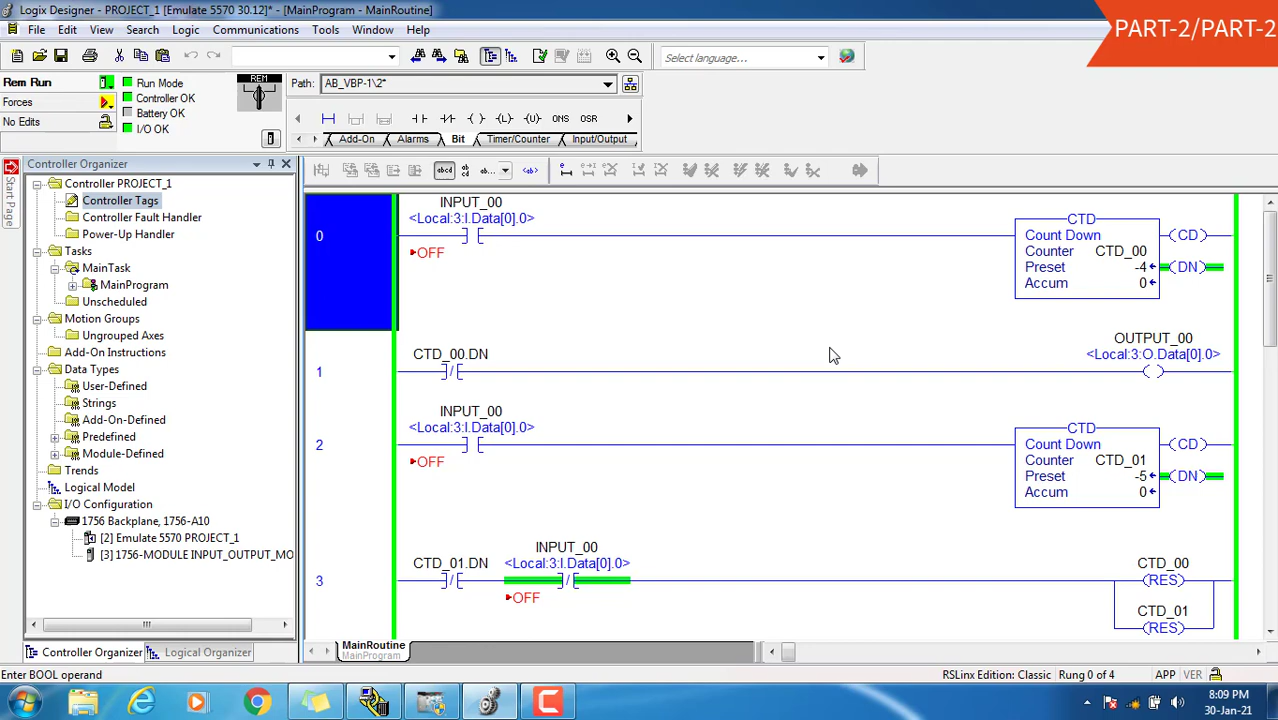 Logix Designer - PROJECT_1 [Emulate 5570 30.12]* - [MainProgram - MainRoutine]
PART-2/PART-2
File Edit View Search Logic Communications Tools Window Help
Select language...
Rem Run
Run Mode
REM
Path: AB_VBP-1\2*
Forces
Controller OK
No Edits
Battery OK
I/O OK
(L) (U) ONS OSR
Add-On Alarms Bit Timer/Counter Input/Output
Start Page
Controller Organizer
abcd ab ab...
Controller PROJECT_1
Controller Tags
Controller Fault Handler
Power-Up Handler
Tasks
MainTask
MainProgram
Unscheduled
Motion Groups
Ungrouped Axes
Add-On Instructions
Data Types
User-Defined
Strings
Add-On-Defined
Predefined
Module-Defined
Trends
Logical Model
I/O Configuration
1756 Backplane, 1756-A10
[2] Emulate 5570 PROJECT_1
[3] 1756-MODULE INPUT_OUTPUT_MO
Controller Organizer Logical Organizer
0
INPUT_00
<Local:3:I.Data[0].0>
OFF
CTD
Count Down
Counter CTD_00
Preset -4
Accum 0
(CD)
(DN)
1
CTD_00.DN
OUTPUT_00
<Local:3:O.Data[0].0>
2
INPUT_00
<Local:3:I.Data[0].0>
OFF
CTD
Count Down
Counter CTD_01
Preset -5
Accum 0
(CD)
(DN)
3
CTD_01.DN
INPUT_00
<Local:3:I.Data[0].0>
OFF
CTD_00
(RES)
CTD_01
(RES)
MainRoutine
MainProgram
Enter BOOL operand
RSLinx Edition: Classic Rung 0 of 4 APP VER
8:09 PM
30-Jan-21